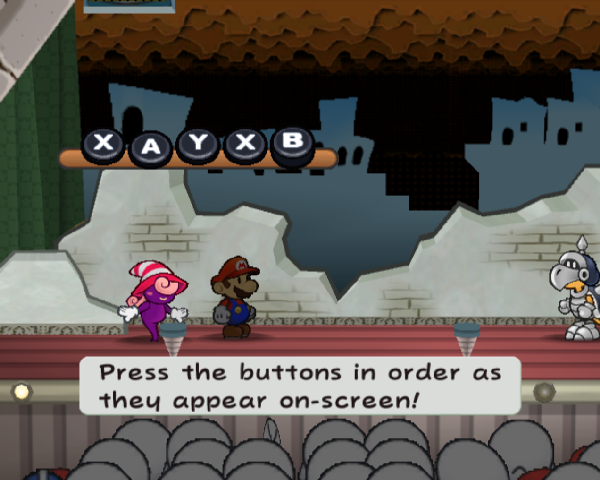 X A Y X B
Press the buttons in order as
they appear on-screen!